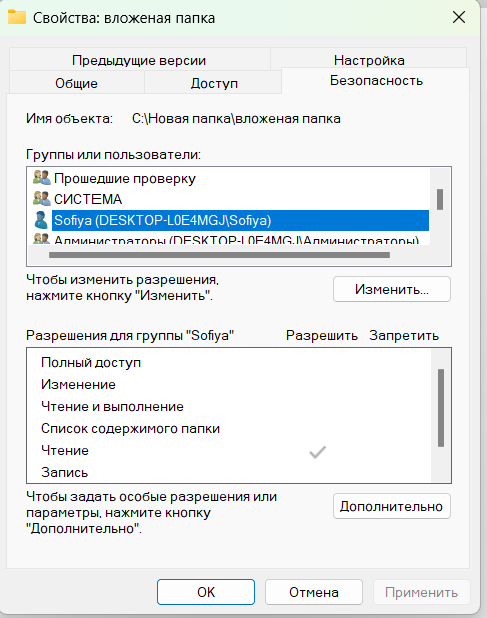 Свойства: вложеная папка
Предыдущие версии
Настройка
Общие
Доступ
Безопасность
Имя объекта: C:\Новая папка\вложеная папка
Группы или пользователи:
Прошедшие проверку
СИСТЕМА
Sofiya (DESKTOP-L0E4MGJ\Sofiya)
Администраторы (DESKTOP-L0E4MGJ\Администраторы)
Чтобы изменить разрешения,
нажмите кнопку "Изменить".
Изменить...
Разрешения для группы "Sofiya" Разрешить Запретить
Полный доступ
Изменение
Чтение и выполнение
Список содержимого папки
Чтение
Запись
Чтобы задать особые разрешения или
параметры, нажмите кнопку
"Дополнительно".
Дополнительно
OK
Отмена
Применить